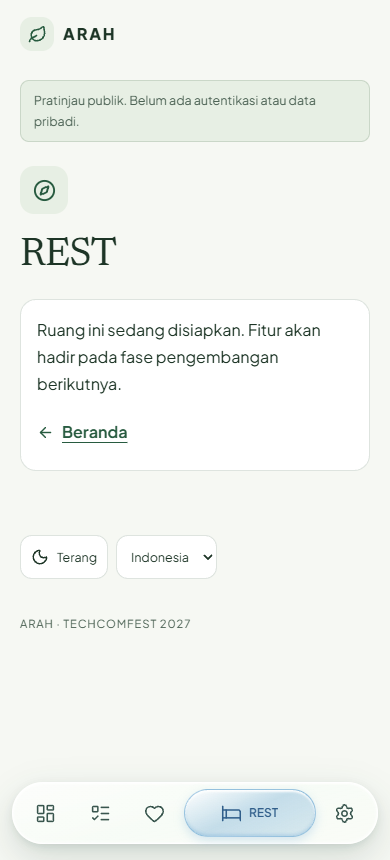 ARAH
Pratinjau publik. Belum ada autentikasi atau data
pribadi.
REST
Ruang ini sedang disiapkan. Fitur akan
hadir pada fase pengembangan
berikutnya.
← Beranda
Terang
Indonesia
ARAH · TECHCOMFEST 2027
REST